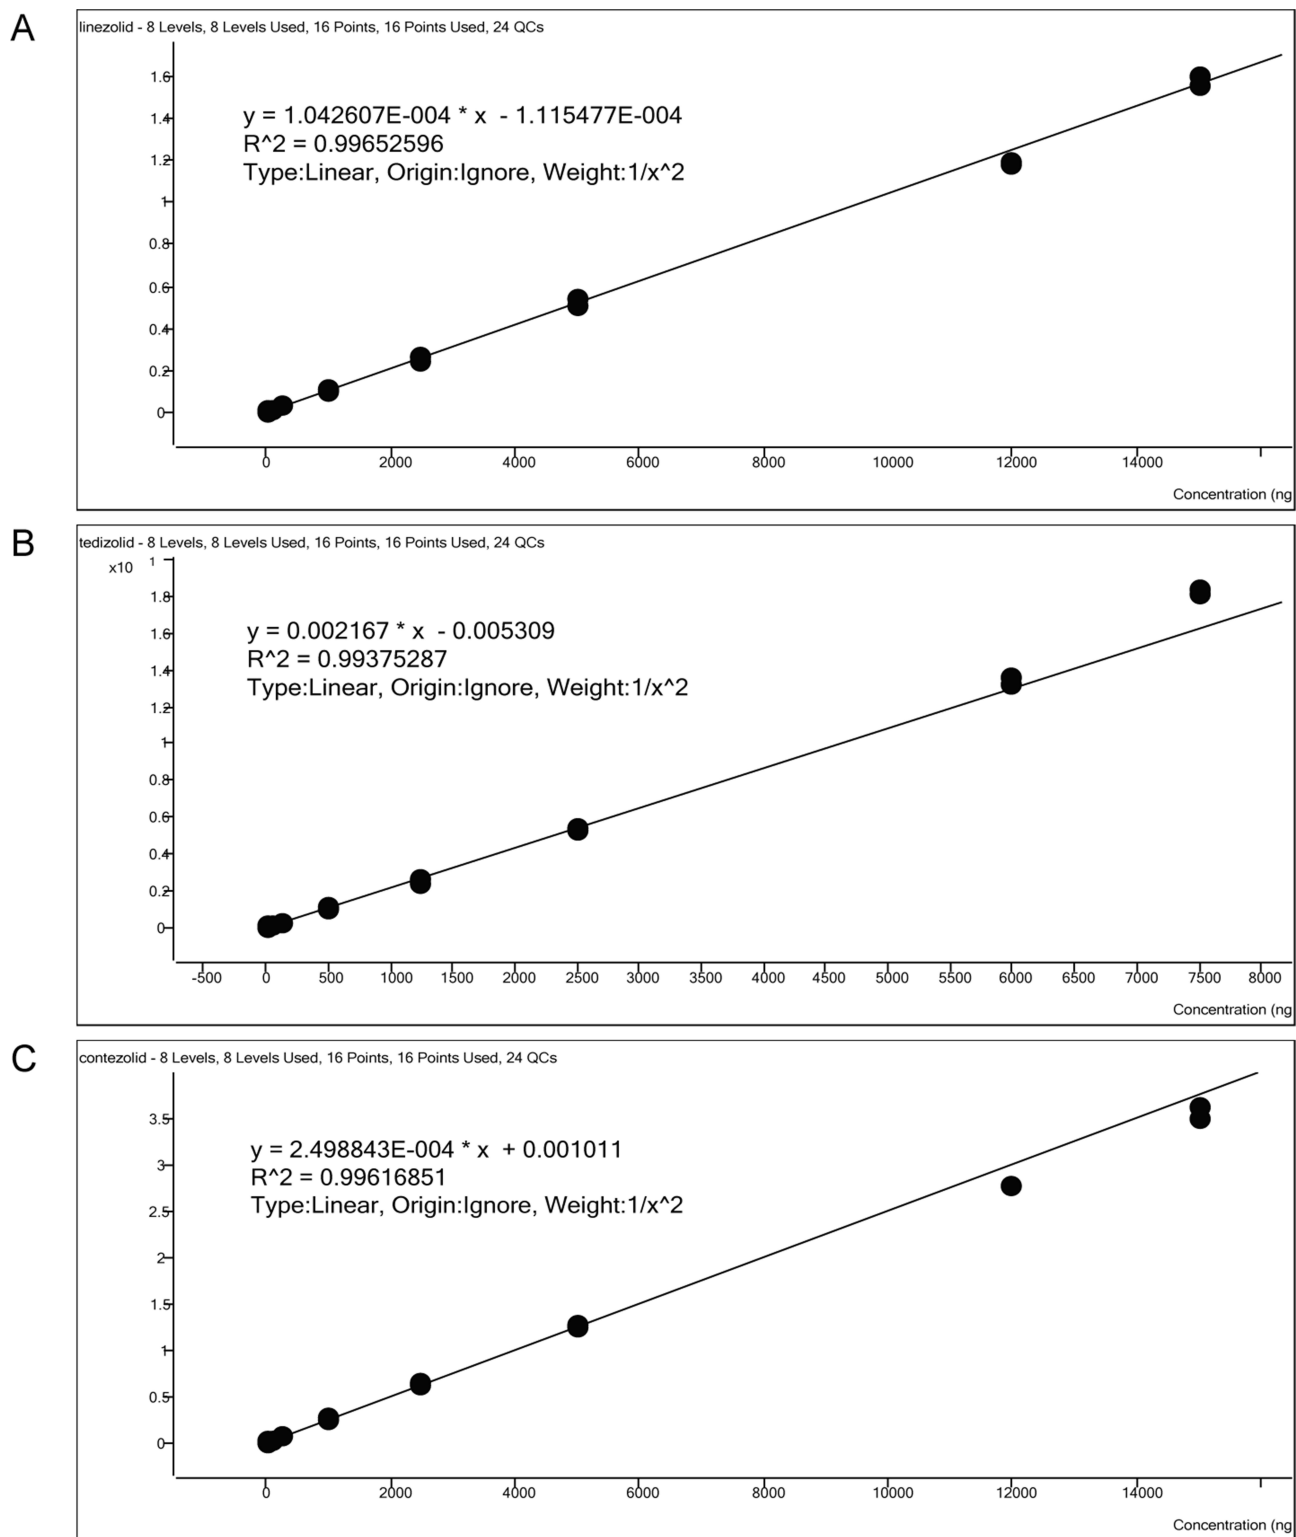 A
linezolid - 8 Levels, 8 Levels Used, 16 Points, 16 Points Used, 24 QCs
y = 1.042607E-004 * x - 1.115477E-004
R^2 = 0.99652596
Type:Linear, Origin:Ignore, Weight:1/x^2
1.6
1.4
1.2
1
0.8
0.6
0.4
0.2
0
0 2000 4000 6000 8000 10000 12000 14000
Concentration (ng
B
tedizolid - 8 Levels, 8 Levels Used, 16 Points, 16 Points Used, 24 QCs
x10 1
y = 0.002167 * x - 0.005309
R^2 = 0.99375287
Type:Linear, Origin:Ignore, Weight:1/x^2
1.8
1.6
1.4
1.2
1
0.8
0.6
0.4
0.2
0
-500 0 500 1000 1500 2000 2500 3000 3500 4000 4500 5000 5500 6000 6500 7000 7500 8000
Concentration (ng
C
contezolid - 8 Levels, 8 Levels Used, 16 Points, 16 Points Used, 24 QCs
y = 2.498843E-004 * x + 0.001011
R^2 = 0.99616851
Type:Linear, Origin:Ignore, Weight:1/x^2
3.5
3
2.5
2
1.5
1
0.5
0
0 2000 4000 6000 8000 10000 12000 14000
Concentration (ng